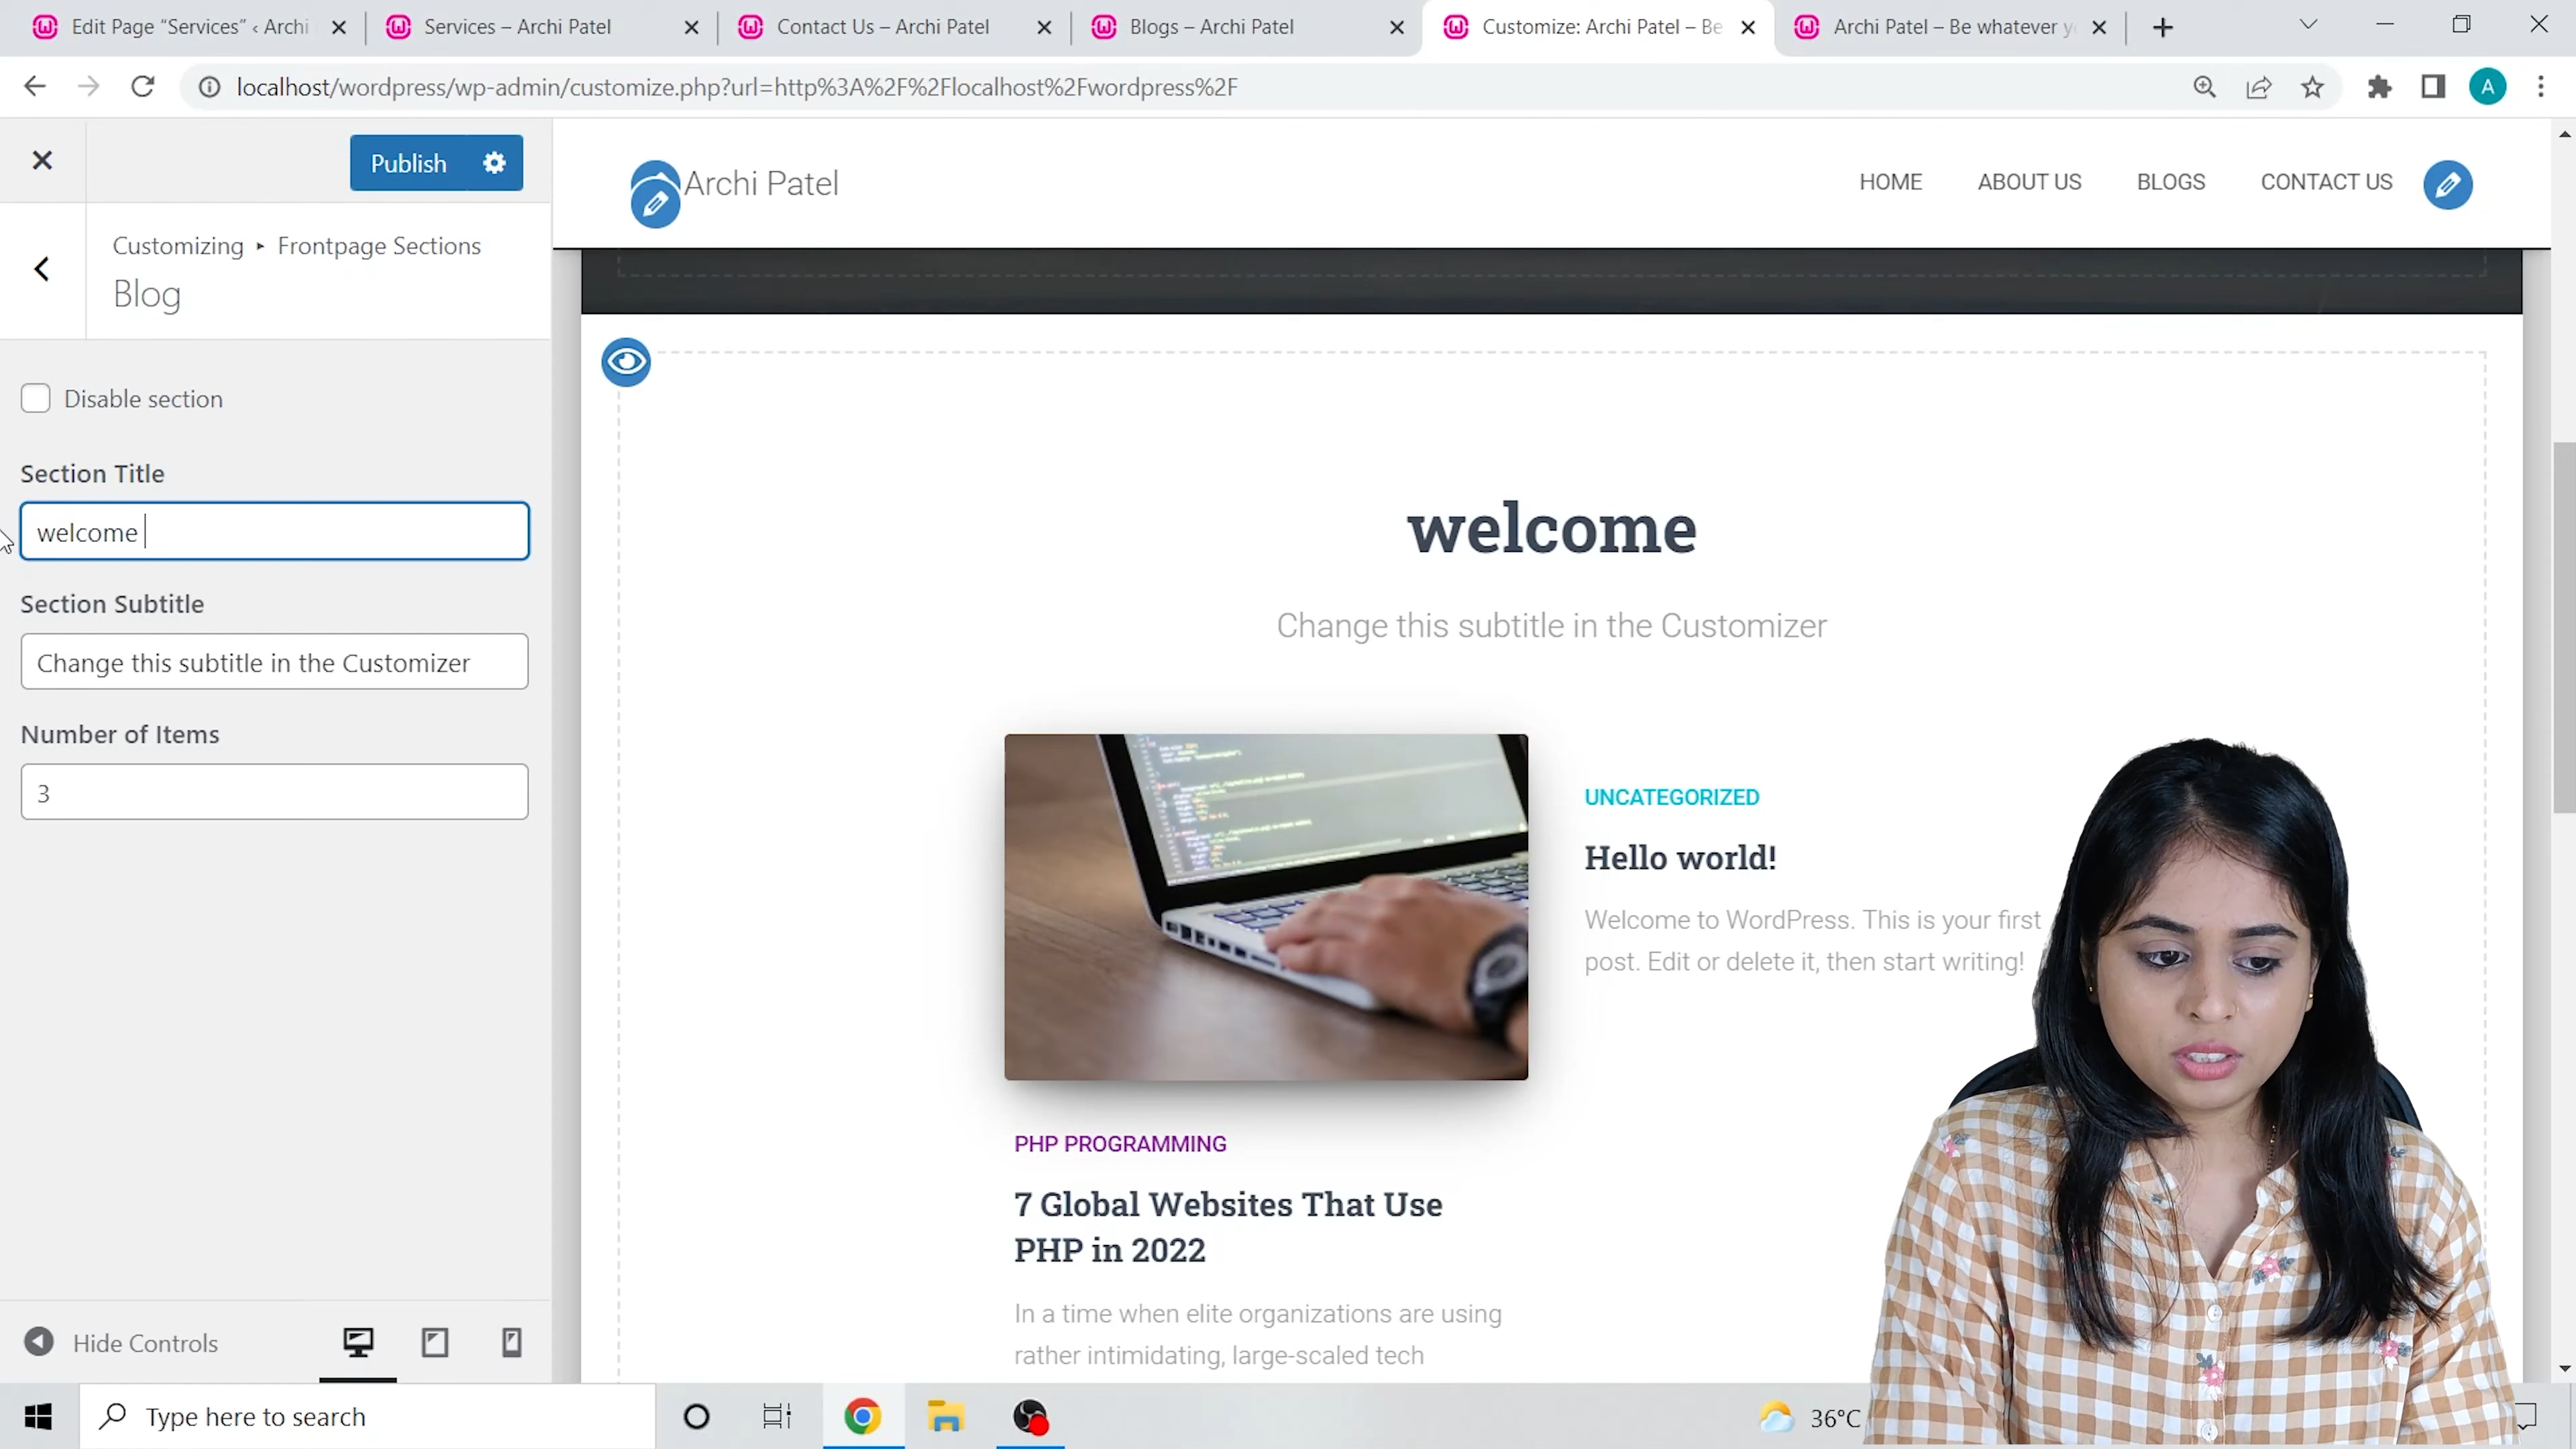 Edit Page “Services” ‹ Archi
Services – Archi Patel
Contact Us – Archi Patel
Blogs – Archi Patel
Customize: Archi Patel – Be
Archi Patel – Be whatever y
localhost/wordpress/wp-admin/customize.php?url=http%3A%2F%2Flocalhost%2Fwordpress%2F
A
Publish
Customizing ▸ Frontpage Sections
Blog
Disable section
Section Title
welcome
Section Subtitle
Change this subtitle in the Customizer
Number of Items
3
Hide Controls
Archi Patel
HOME
ABOUT US
BLOGS
CONTACT US
welcome
Change this subtitle in the Customizer
UNCATEGORIZED
Hello world!
Welcome to WordPress. This is your first
post. Edit or delete it, then start writing!
PHP PROGRAMMING
7 Global Websites That Use
PHP in 2022
In a time when elite organizations are using
rather intimidating, large-scaled tech
Type here to search
36°C